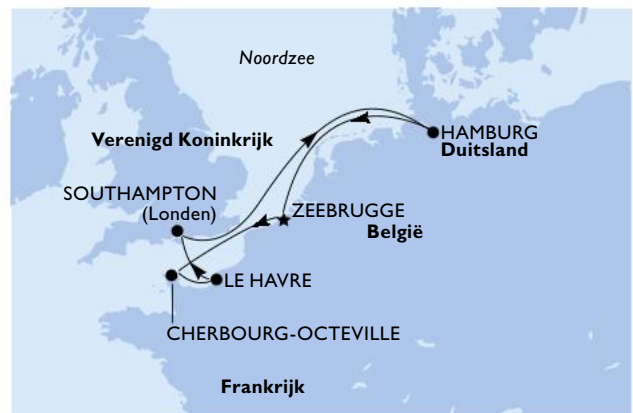 Noordzee
HAMBURG
Duitsland
Verenigd Koninkrijk
SOUTHAMPTON
(Londen)
ZEEBRUGGE
België
LE HAVRE
CHERBOURG-OCTEVILLE
Frankrijk